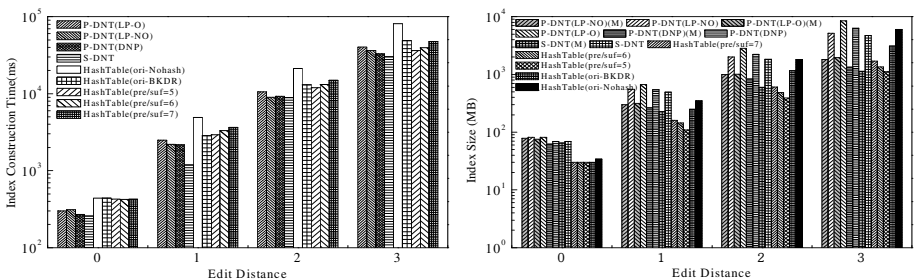 Index Construction Time(ms)
10^5
10^4
10^3
10^2
P-DNT(LP-O)
P-DNT(LP-NO)
P-DNT(DNP)
S-DNT
HashTable(ori-Nohash)
HashTable(ori-BKDR)
HashTable(pre/suf=5)
HashTable(pre/suf=6)
HashTable(pre/suf=7)
0 1 2 3
Edit Distance
Index Size (MB)
10^4
10^3
10^2
10^1
10^0
P-DNT(LP-NO)(M) P-DNT(LP-NO) P-DNT(LP-O)(M)
P-DNT(LP-O) P-DNT(DNP)(M) P-DNT(DNP)
S-DNT(M) S-DNT HashTable(pre/suf=7)
HashTable(pre/suf=6)
HashTable(pre/suf=5)
HashTable(ori-BKDR)
HashTable(ori-Nohash)
0 1 2 3
Edit Distance